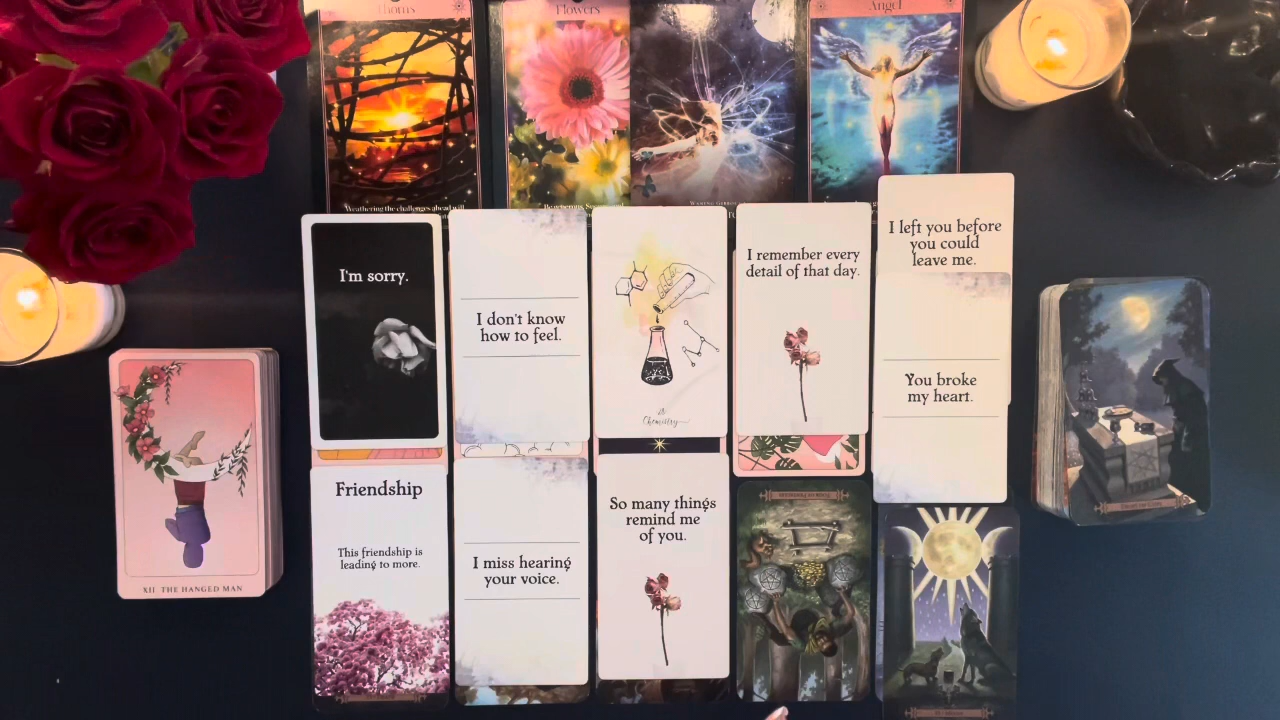 Thorns
Flowers
Angel
Weathering the challenges ahead will
I'm sorry.
I don't know
how to feel.
Chemistry
I remember every
detail of that day.
I left you before
you could
leave me.
You broke
my heart.
XII THE HANGED MAN
Friendship
This friendship is
leading to more.
I miss hearing
your voice.
So many things
remind me
of you.